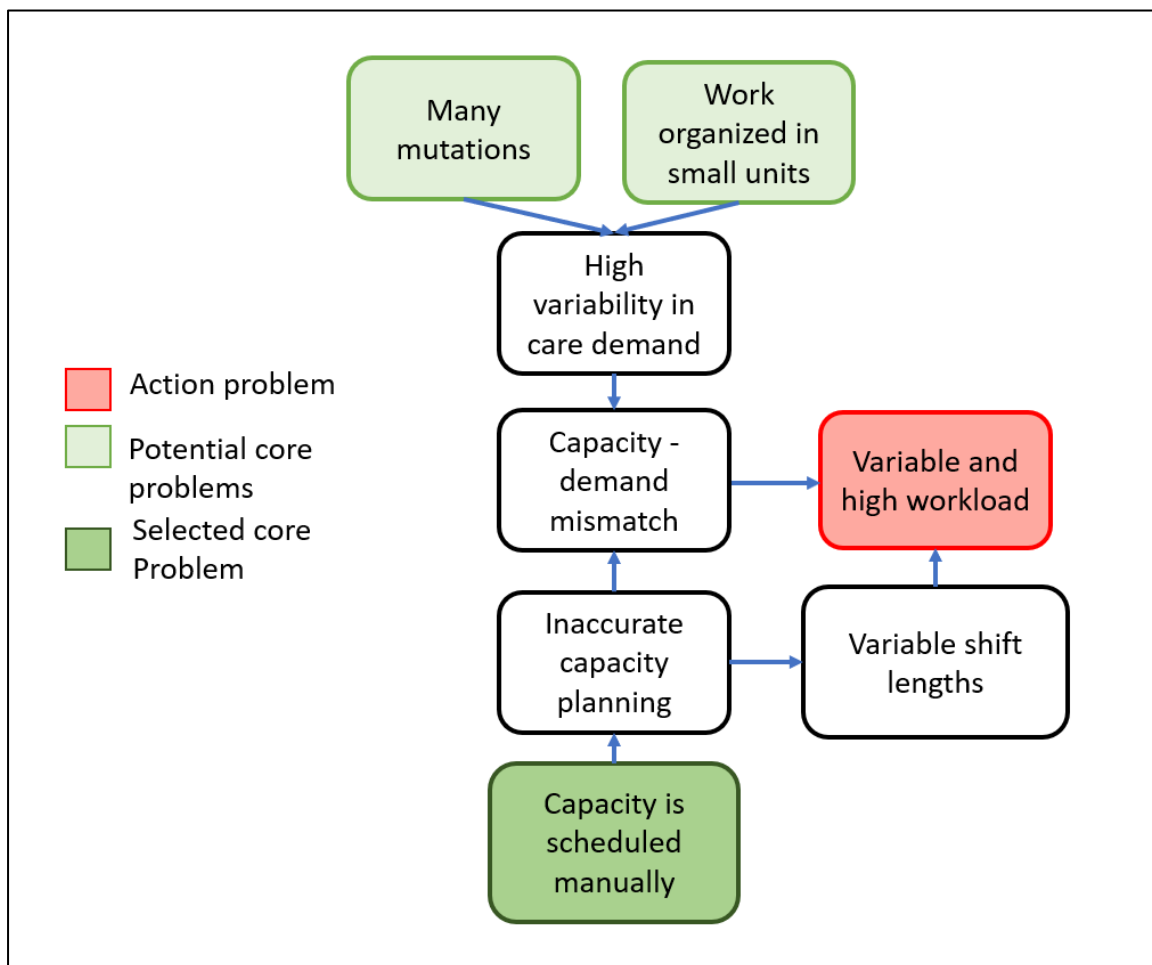 Many
mutations
Work
organized in
small units
High
variability in
care demand
Action problem
Potential core
problems
Selected core
Problem
Capacity -
demand
mismatch
Variable and
high workload
Inaccurate
capacity
planning
Variable shift
lengths
Capacity is
scheduled
manually